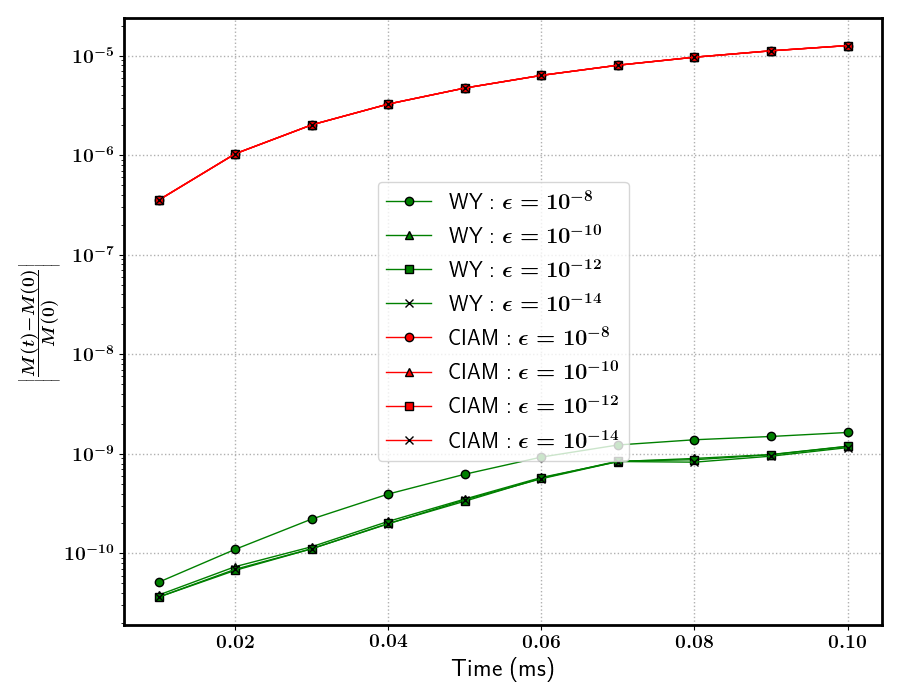 10⁻⁵
10⁻⁶
10⁻⁷
10⁻⁸
10⁻⁹
10⁻¹⁰
|M(t)−M(0) / M(0)|
WY : ϵ = 10⁻⁸
WY : ϵ = 10⁻¹⁰
WY : ϵ = 10⁻¹²
WY : ϵ = 10⁻¹⁴
CIAM : ϵ = 10⁻⁸
CIAM : ϵ = 10⁻¹⁰
CIAM : ϵ = 10⁻¹²
CIAM : ϵ = 10⁻¹⁴
0.02 0.04 0.06 0.08 0.10
Time (ms)